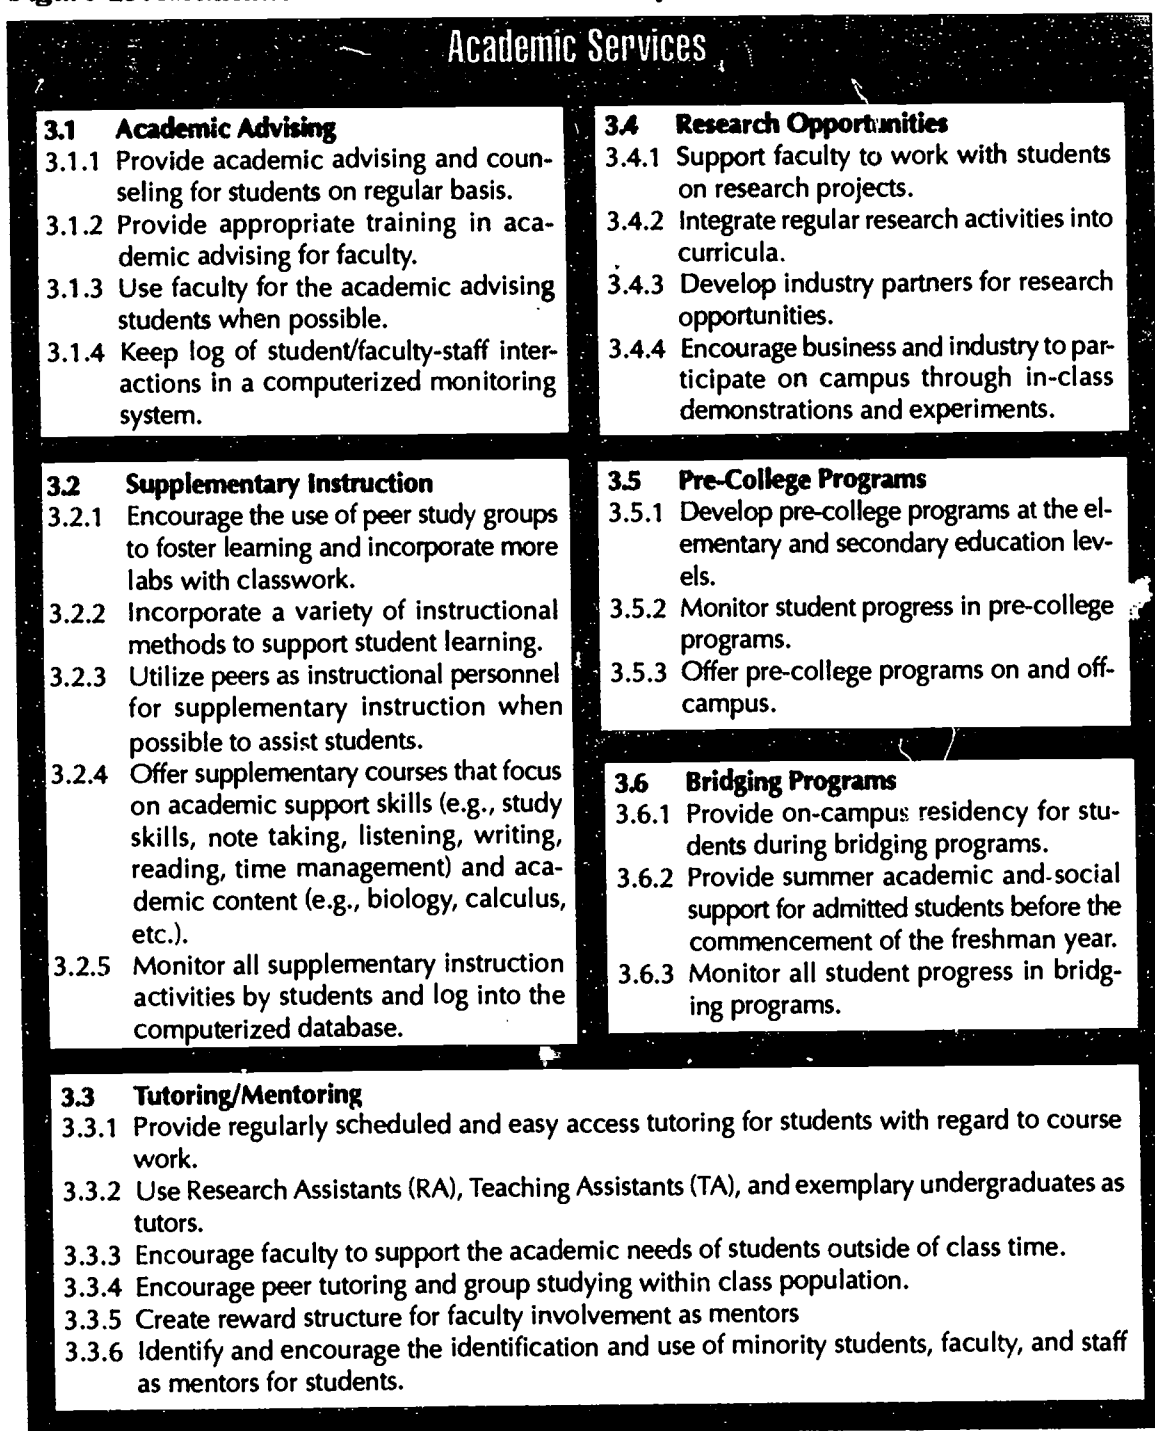 Academic Services
3.1 Academic Advising
3.1.1 Provide academic advising and coun-
seling for students on regular basis.
3.1.2 Provide appropriate training in aca-
demic advising for faculty.
3.1.3 Use faculty for the academic advising
students when possible.
3.1.4 Keep log of student/faculty-staff inter-
actions in a computerized monitoring
system.
3.2 Supplementary Instruction
3.2.1 Encourage the use of peer study groups
to foster learning and incorporate more
labs with classwork.
3.2.2 Incorporate a variety of instructional
methods to support student learning.
3.2.3 Utilize peers as instructional personnel
for supplementary instruction when
possible to assist students.
3.2.4 Offer supplementary courses that focus
on academic support skills (e.g., study
skills, note taking, listening, writing,
reading, time management) and aca-
demic content (e.g., biology, calculus,
etc.).
3.2.5 Monitor all supplementary instruction
activities by students and log into the
computerized database.
3.4 Research Opportunities
3.4.1 Support faculty to work with students
on research projects.
3.4.2 Integrate regular research activities into
curricula.
3.4.3 Develop industry partners for research
opportunities.
3.4.4 Encourage business and industry to par-
ticipate on campus through in-class
demonstrations and experiments.
3.5 Pre-College Programs
3.5.1 Develop pre-college programs at the el-
ementary and secondary education lev-
els.
3.5.2 Monitor student progress in pre-college
programs.
3.5.3 Offer pre-college programs on and off-
campus.
3.6 Bridging Programs
3.6.1 Provide on-campus residency for stu-
dents during bridging programs.
3.6.2 Provide summer academic and social
support for admitted students before the
commencement of the freshman year.
3.6.3 Monitor all student progress in bridg-
ing programs.
3.3 Tutoring/Mentoring
3.3.1 Provide regularly scheduled and easy access tutoring for students with regard to course
work.
3.3.2 Use Research Assistants (RA), Teaching Assistants (TA), and exemplary undergraduates as
tutors.
3.3.3 Encourage faculty to support the academic needs of students outside of class time.
3.3.4 Encourage peer tutoring and group studying within class population.
3.3.5 Create reward structure for faculty involvement as mentors
3.3.6 Identify and encourage the identification and use of minority students, faculty, and staff
as mentors for students.